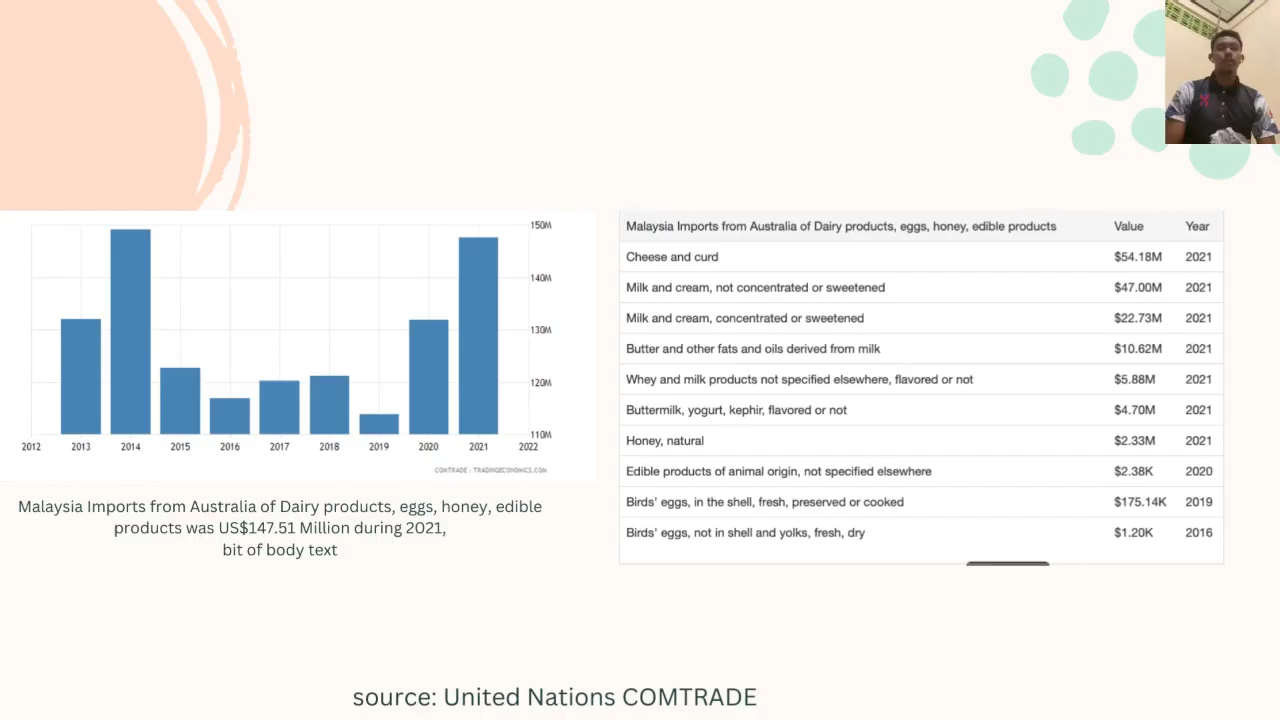 150M
140M
130M
120M
110M
2012 2013 2014 2015 2016 2017 2018 2019 2020 2021 2022
COMTRADE : TRADINGECONOMICS.COM
Malaysia Imports from Australia of Dairy products, eggs, honey, edible
products was US$147.51 Million during 2021,
bit of body text
Malaysia Imports from Australia of Dairy products, eggs, honey, edible products Value Year
Cheese and curd $54.18M 2021
Milk and cream, not concentrated or sweetened $47.00M 2021
Milk and cream, concentrated or sweetened $22.73M 2021
Butter and other fats and oils derived from milk $10.62M 2021
Whey and milk products not specified elsewhere, flavored or not $5.88M 2021
Buttermilk, yogurt, kephir, flavored or not $4.70M 2021
Honey, natural $2.33M 2021
Edible products of animal origin, not specified elsewhere $2.38K 2020
Birds' eggs, in the shell, fresh, preserved or cooked $175.14K 2019
Birds' eggs, not in shell and yolks, fresh, dry $1.20K 2016
source: United Nations COMTRADE